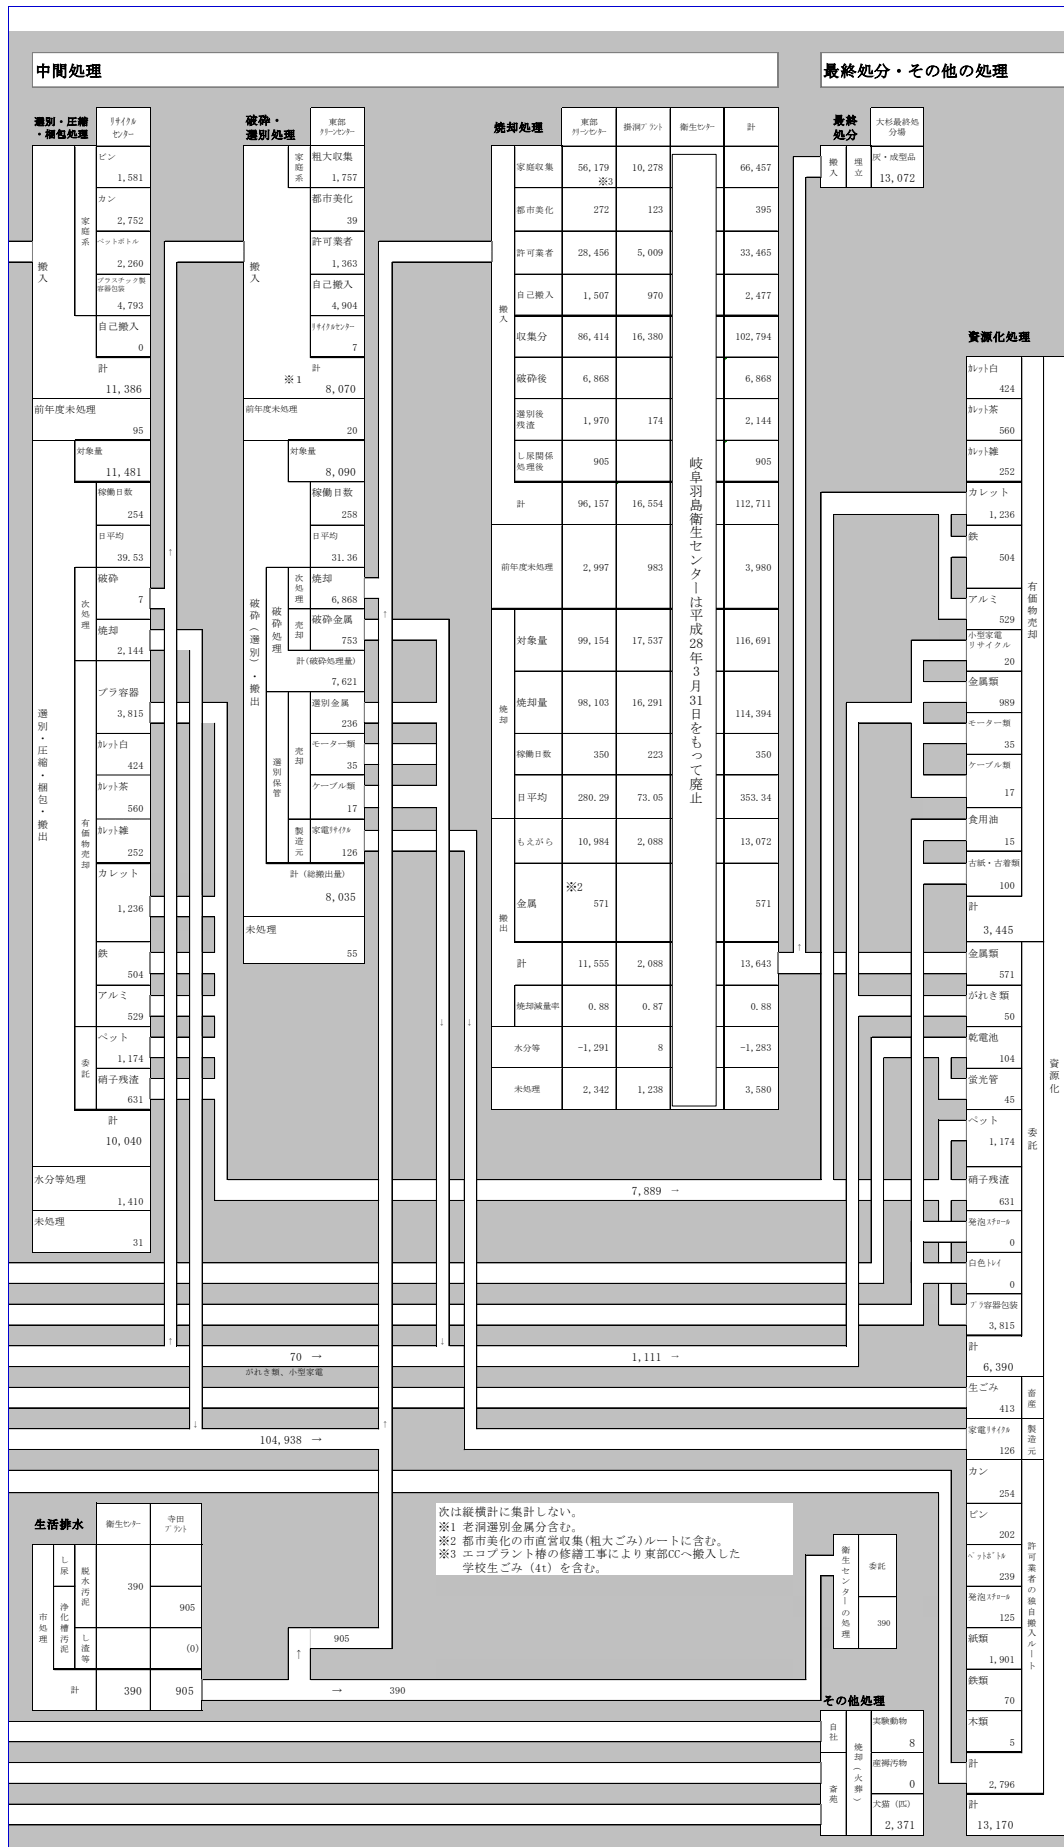 中間処理
最終処分・その他の処理
選別・圧縮
・梱包処理
ﾘｻｲｸﾙ
ｾﾝﾀｰ
搬入
家庭系
ビン
1,581
カン
2,752
ペットボトル
2,260
プラスチック製
容器包装
4,793
自己搬入
0
計
11,386
前年度未処理
95
選別・圧縮・梱包・搬出
対象量
11,481
稼働日数
254
日平均
39.53
次処理
破砕
7
焼却
2,144
有価物売却
プラ容器
3,815
ｶﾚｯﾄ白
424
ｶﾚｯﾄ茶
560
ｶﾚｯﾄ雑
252
カレット
1,236
鉄
504
アルミ
529
委託
ペット
1,174
硝子残渣
631
計
10,040
水分等処理
1,410
未処理
31
破砕・
選別処理
東部
ｸﾘｰﾝｾﾝﾀｰ
搬入
家庭系
粗大収集
1,757
都市美化
39
許可業者
1,363
自己搬入
4,904
ﾘｻｲｸﾙｾﾝﾀｰ
7
計
※1
8,070
前年度未処理
20
対象量
8,090
稼働日数
258
日平均
31.36
破砕（選別）・搬出
破砕処理
次処理
焼却
6,868
売却
破砕金属
753
計(破砕処理量)
7,621
選別保管
売却
選別金属
236
モーター類
35
ケーブル類
17
製造元
家電ﾘｻｲｸﾙ
126
計（総搬出量）
8,035
未処理
55
焼却処理
東部
ｸﾘｰﾝｾﾝﾀｰ
掛洞ﾌﾟﾗﾝﾄ
衛生ｾﾝﾀｰ
計
搬入
家庭収集 56,179 10,278 66,457
※3
都市美化 272 123 395
許可業者 28,456 5,009 33,465
自己搬入 1,507 970 2,477
収集分 86,414 16,380 102,794
破砕後 6,868 6,868
選別後
残渣 1,970 174 2,144
し尿関係
処理後 905 905
計 96,157 16,554 112,711
前年度未処理 2,997 983 3,980
焼却
対象量 99,154 17,537 116,691
焼却量 98,103 16,291 114,394
稼働日数 350 223 350
日平均 280.29 73.05 353.34
搬出
もえがら 10,984 2,088 13,072
※2
金属 571 571
計 11,555 2,088 13,643
焼却減量率 0.88 0.87 0.88
水分等 -1,291 8 -1,283
未処理 2,342 1,238 3,580
岐阜羽島衛生センターは平成28年3月31日をもって廃止
最終
処分
大杉最終処
分場
搬入
埋立
灰・成型品
13,072
資源化処理
資源化
有価物売却
ｶﾚｯﾄ白
424
ｶﾚｯﾄ茶
560
ｶﾚｯﾄ雑
252
カレット
1,236
鉄
504
アルミ
529
小型家電
リサイクル
20
金属類
989
モーター類
35
ケーブル類
17
食用油
15
古紙・古着類
100
計
3,445
委託
金属類
571
がれき類
50
乾電池
104
蛍光管
45
ペット
1,174
硝子残渣
631
発泡ｽﾁﾛｰﾙ
0
白色ﾄﾚｲ
0
ﾌﾟﾗ容器包装
3,815
計
6,390
生ごみ
413
畜産
家電ﾘｻｲｸﾙ
126
製造元
許可業者の独自搬入ルート
カン
254
ビン
202
ﾍﾟｯﾄﾎﾞﾄﾙ
239
発泡ｽﾁﾛｰﾙ
125
紙類
1,901
鉄類
70
木類
5
計
2,796
計
13,170
↑
↑
↓
↓
↑
↑
↓
↓
↑
7,889 →
70 →
がれき類、小型家電
1,111 →
104,938 →
生活排水
衛生ｾﾝﾀｰ
寺田
ﾌﾟﾗﾝﾄ
市処理
し尿
浄化槽汚泥
脱水汚泥
390
905
し渣等
(0)
計 390 905
905
↑
→ 390
次は縦横計に集計しない。
※1 老洞選別金属分含む。
※2 都市美化の市直営収集(粗大ごみ)ルートに含む。
※3 エコプラント椿の修繕工事により東部CCへ搬入した
学校生ごみ（4t）を含む。
衛生センターの処理
委託
390
その他処理
自社
斎苑
焼却（火葬）
実験動物
8
産褥汚物
0
犬猫（匹）
2,371